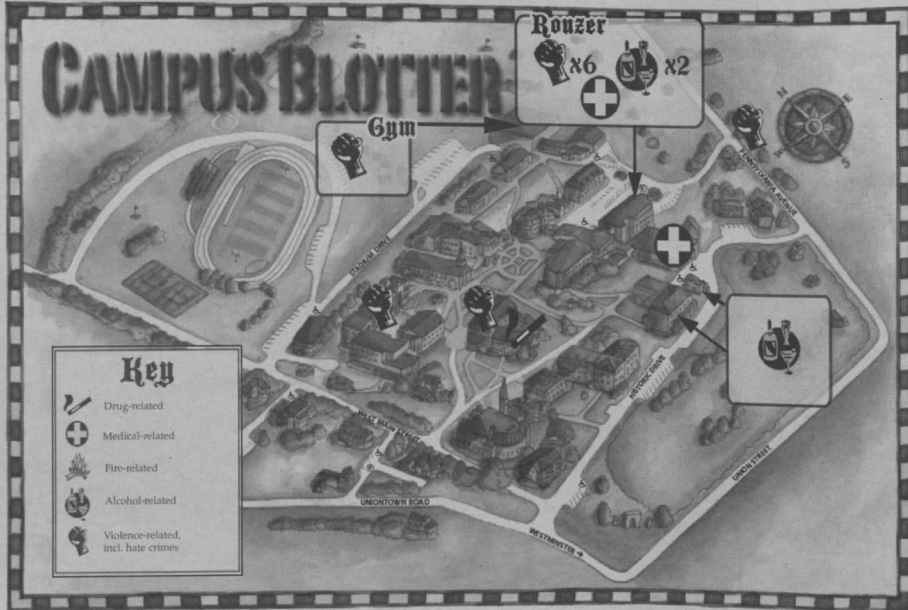 CAMPUS BLOTTER
Rouzer
x6
x2
Gym
N
E
S
PENNSYLVANIA AVENUE
STADIUM DRIVE
HISTORIC DRIVE
WEST MAIN STREET
UNION STREET
UNIONTOWN ROAD
WESTMINSTER →
Key
Drug-related
Medical-related
Fire-related
Alcohol-related
Violence-related,
incl. hate crimes